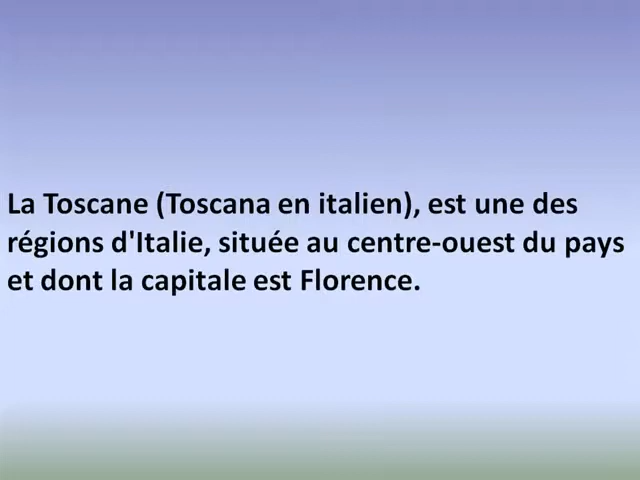 La Toscane (Toscana en italien), est une des
régions d'Italie, située au centre-ouest du pays
et dont la capitale est Florence.